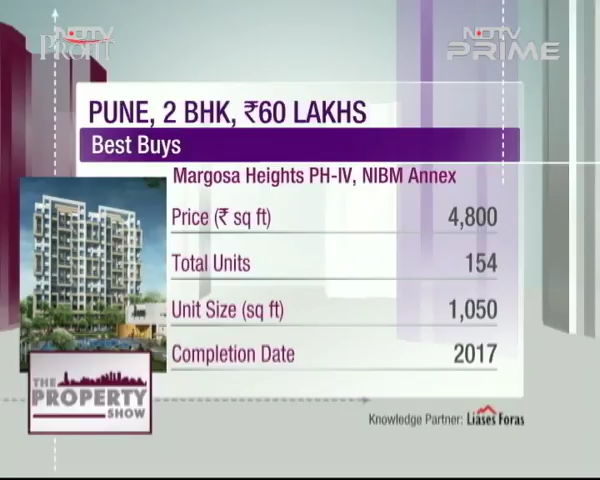 NDTV
PROFIT
NDTV
PRIME
PUNE, 2 BHK, ₹60 LAKHS
Best Buys
Margosa Heights PH-IV, NIBM Annex
Price (₹ sq ft) 4,800
Total Units 154
Unit Size (sq ft) 1,050
Completion Date 2017
THE
PROPERTY
SHOW
Knowledge Partner: Liases Foras